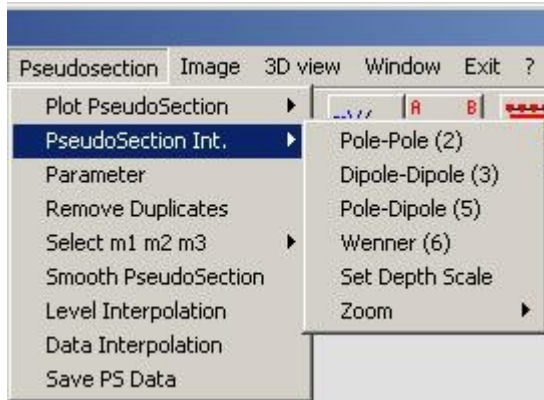 Pseudosection Image 3D view Window Exit ?
Plot PseudoSection
A B
PseudoSection Int.
Parameter
Remove Duplicates
Select m1 m2 m3
Smooth PseudoSection
Level Interpolation
Data Interpolation
Save PS Data
Pole-Pole (2)
Dipole-Dipole (3)
Pole-Dipole (5)
Wenner (6)
Set Depth Scale
Zoom